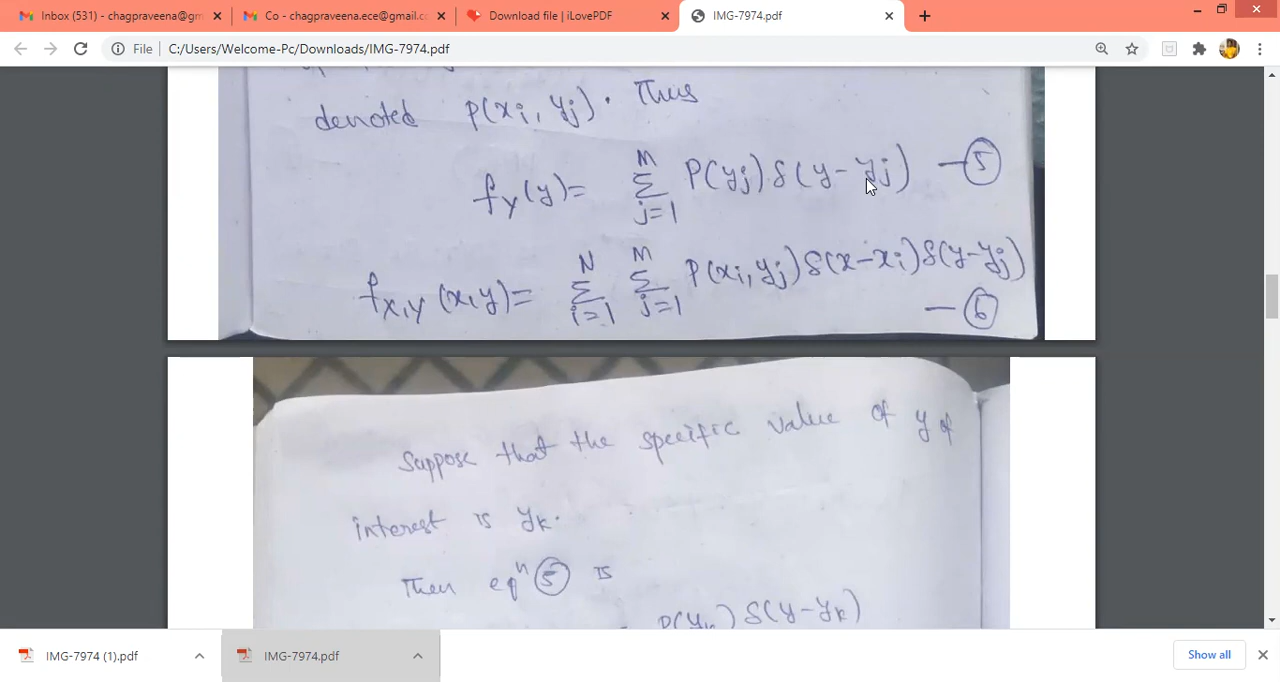 Inbox (531) - chagpraveena@gm
Co - chagpraveena.ece@gmail.c
Download file | iLovePDF
IMG-7974.pdf
File | C:/Users/Welcome-Pc/Downloads/IMG-7974.pdf
denoted P(xi, yj). Thus
fY(y) = Σ_{j=1}^{M} P(yj) δ(y-yj) —⑤
fX,Y(x,y) = Σ_{i=1}^{N} Σ_{j=1}^{M} P(xi,yj) δ(x-xi) δ(y-yj)
—⑥
Suppose that the specific value of y of
interest is yk.
Then eqn ⑤ is
P(yk) δ(y-yk)
IMG-7974 (1).pdf
IMG-7974.pdf
Show all